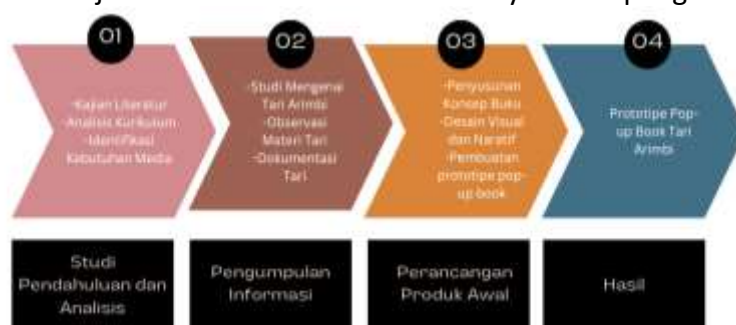 01
-Kajian Literatur
-Analisis Kurikulum
-Identifikasi
Kebutuhan Media
02
-Studi Mengenai
Tari Arimbi
-Observasi
Materi Tari
-Dokumentasi
Tari
03
-Penyusunan
Konsep Buku
-Desain Visual
dan Naratif
-Pembuatan
prototipe pop-
up book
04
Prototipe Pop-
up Book Tari
Arimbi
Studi
Pendahuluan dan
Analisis
Pengumpulan
Informasi
Perancangan
Produk Awal
Hasil